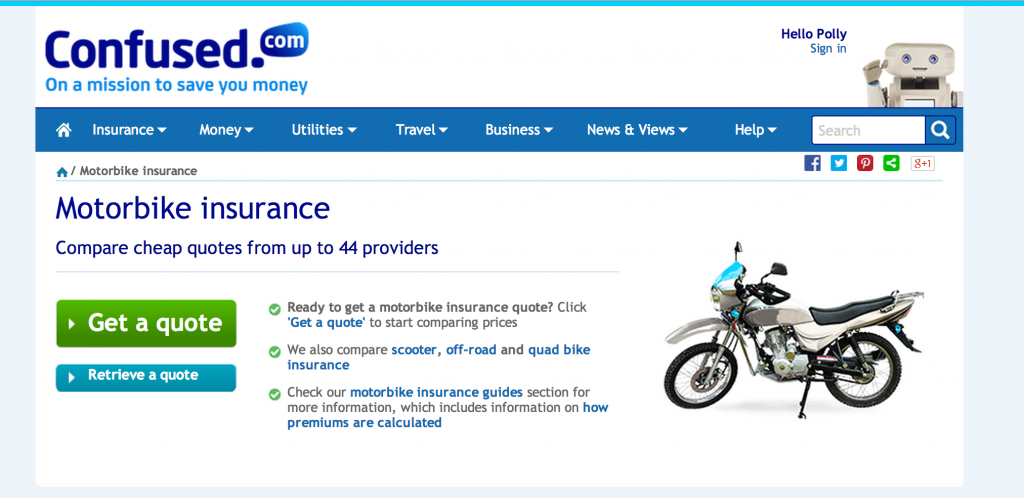 Confused.com
On a mission to save you money
Hello Polly
Sign in
Insurance
Money
Utilities
Travel
Business
News & Views
Help
Search
/ Motorbike insurance
g+1
Motorbike insurance
Compare cheap quotes from up to 44 providers
Get a quote
Retrieve a quote
Ready to get a motorbike insurance quote? Click
'Get a quote' to start comparing prices
We also compare scooter, off-road and quad bike
insurance
Check our motorbike insurance guides section for
more information, which includes information on how
premiums are calculated